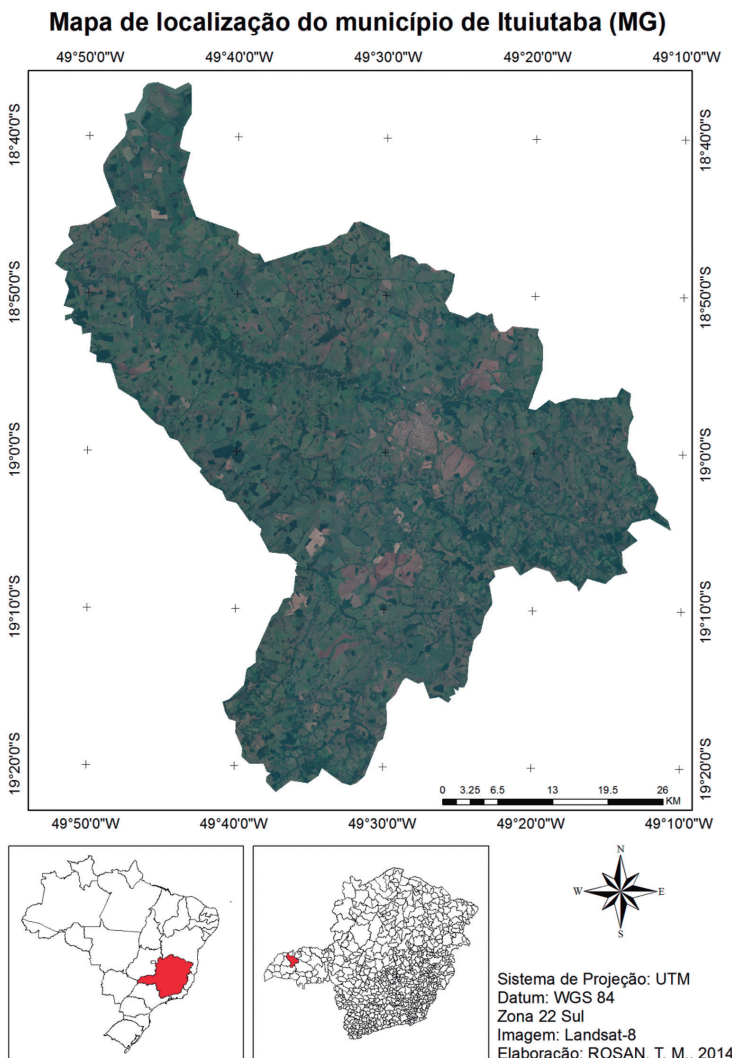 Mapa de localização do município de Ituiutaba (MG)
49°50'0"W 49°40'0"W 49°30'0"W 49°20'0"W 49°10'0"W
18°40'0"S 18°40'0"S
18°50'0"S 18°50'0"S
19°0'0"S 19°0'0"S
19°10'0"S 19°10'0"S
19°20'0"S 19°20'0"S
0 3.25 6.5 13 19.5 26
KM
49°50'0"W 49°40'0"W 49°30'0"W 49°20'0"W 49°10'0"W
N
W E
S
Sistema de Projeção: UTM
Datum: WGS 84
Zona 22 Sul
Imagem: Landsat-8
Elaboração: ROSAN, T. M., 2014